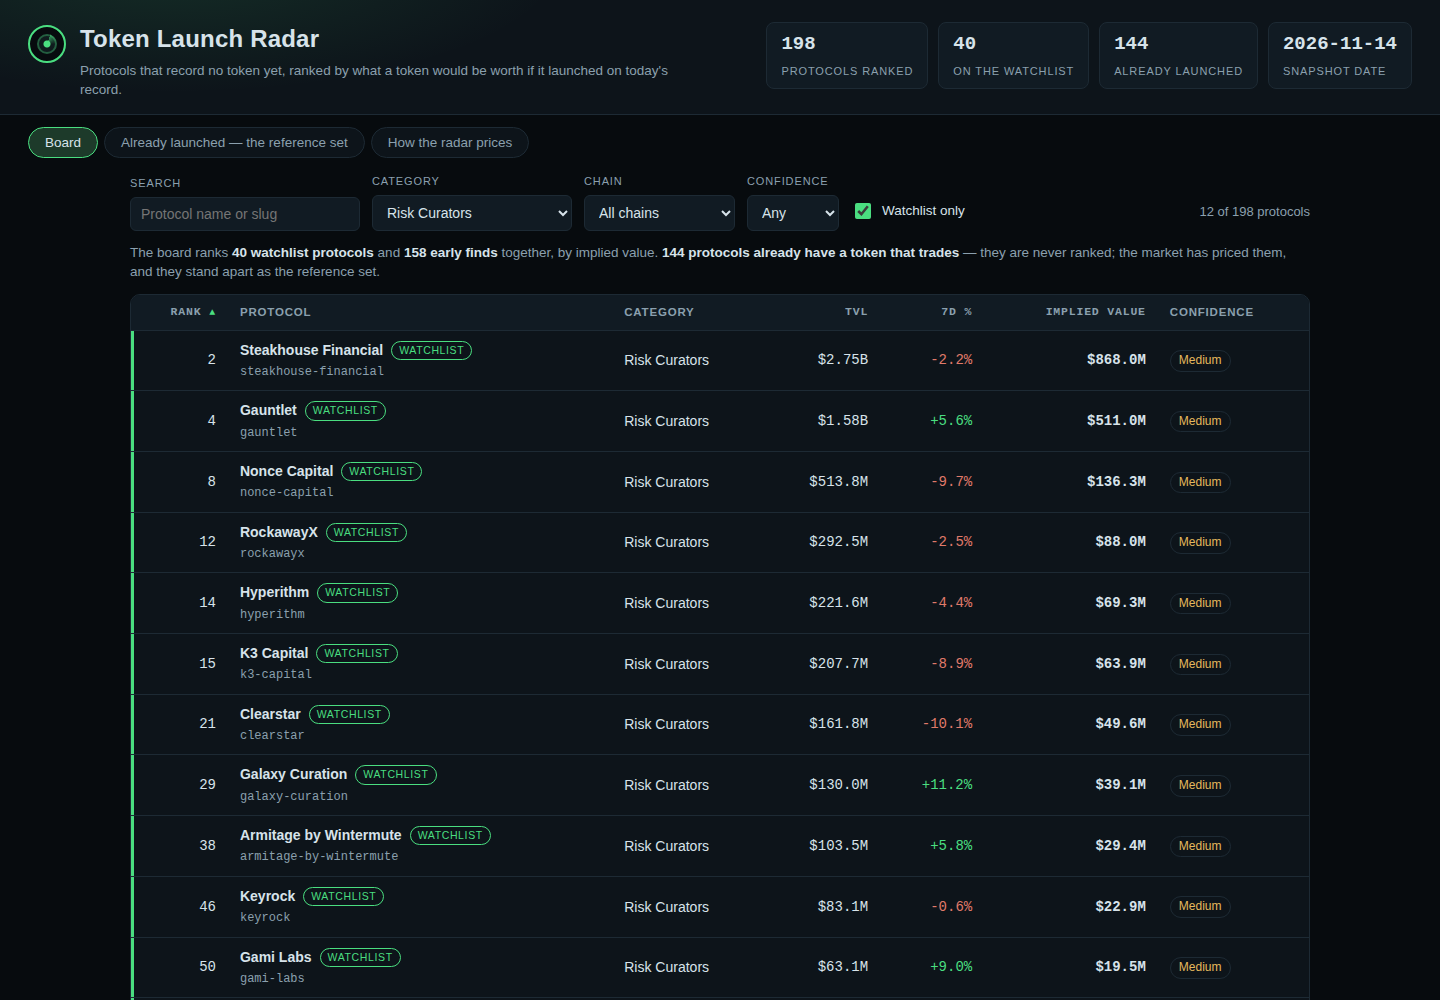 Token Launch Radar
Protocols that record no token yet, ranked by what a token would be worth if it launched on today's
record.
198
PROTOCOLS RANKED
40
ON THE WATCHLIST
144
ALREADY LAUNCHED
2026-11-14
SNAPSHOT DATE
Board
Already launched — the reference set
How the radar prices
SEARCH
Protocol name or slug
CATEGORY
Risk Curators
CHAIN
All chains
CONFIDENCE
Any
Watchlist only
12 of 198 protocols
The board ranks 40 watchlist protocols and 158 early finds together, by implied value. 144 protocols already have a token that trades — they are never ranked; the market has priced them,
and they stand apart as the reference set.
RANK ▲ PROTOCOL CATEGORY TVL 7D % IMPLIED VALUE CONFIDENCE
2 Steakhouse Financial WATCHLIST Risk Curators $2.75B -2.2% $868.0M Medium
steakhouse-financial
4 Gauntlet WATCHLIST Risk Curators $1.58B +5.6% $511.0M Medium
gauntlet
8 Nonce Capital WATCHLIST Risk Curators $513.8M -9.7% $136.3M Medium
nonce-capital
12 RockawayX WATCHLIST Risk Curators $292.5M -2.5% $88.0M Medium
rockawayx
14 Hyperithm WATCHLIST Risk Curators $221.6M -4.4% $69.3M Medium
hyperithm
15 K3 Capital WATCHLIST Risk Curators $207.7M -8.9% $63.9M Medium
k3-capital
21 Clearstar WATCHLIST Risk Curators $161.8M -10.1% $49.6M Medium
clearstar
29 Galaxy Curation WATCHLIST Risk Curators $130.0M +11.2% $39.1M Medium
galaxy-curation
38 Armitage by Wintermute WATCHLIST Risk Curators $103.5M +5.8% $29.4M Medium
armitage-by-wintermute
46 Keyrock WATCHLIST Risk Curators $83.1M -0.6% $22.9M Medium
keyrock
50 Gami Labs WATCHLIST Risk Curators $63.1M +9.0% $19.5M Medium
gami-labs